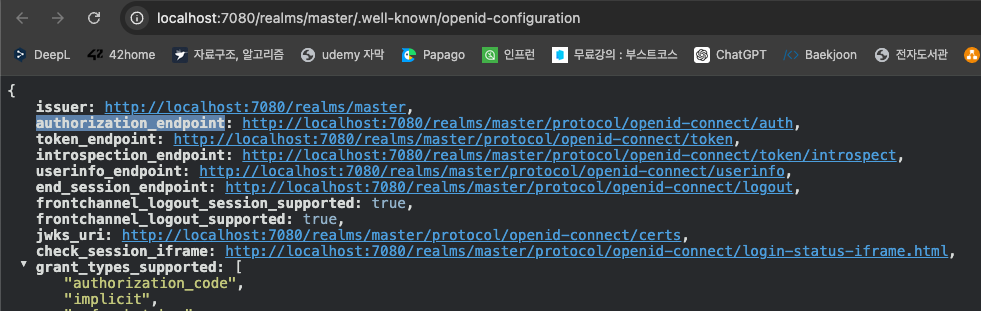 localhost:7080/realms/master/.well-known/openid-configuration
DeepL 42home 자료구조, 알고리즘 udemy 자막 Papago 인프런 무료강의 : 부스트코스 ChatGPT Baekjoon 전자도서관
{
issuer: http://localhost:7080/realms/master,
authorization_endpoint: http://localhost:7080/realms/master/protocol/openid-connect/auth,
token_endpoint: http://localhost:7080/realms/master/protocol/openid-connect/token,
introspection_endpoint: http://localhost:7080/realms/master/protocol/openid-connect/token/introspect,
userinfo_endpoint: http://localhost:7080/realms/master/protocol/openid-connect/userinfo,
end_session_endpoint: http://localhost:7080/realms/master/protocol/openid-connect/logout,
frontchannel_logout_session_supported: true,
frontchannel_logout_supported: true,
jwks_uri: http://localhost:7080/realms/master/protocol/openid-connect/certs,
check_session_iframe: http://localhost:7080/realms/master/protocol/openid-connect/login-status-iframe.html,
grant_types_supported: [
"authorization_code",
"implicit",